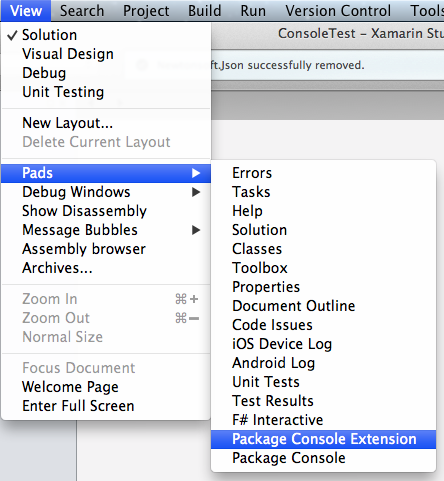 View Search Project Build Run Version Control Tools
ConsoleTest – Xamarin Stu
successfully removed.
✓ Solution
Visual Design
Debug
Unit Testing
New Layout...
Delete Current Layout
Pads ▶
Debug Windows ▶
Show Disassembly
Message Bubbles ▶
Assembly browser
Archives...
Zoom In ⌘+
Zoom Out ⌘−
Normal Size
Focus Document
Welcome Page
Enter Full Screen
Errors
Tasks
Help
Solution
Classes
Toolbox
Properties
Document Outline
Code Issues
iOS Device Log
Android Log
Unit Tests
Test Results
F# Interactive
Package Console Extension
Package Console